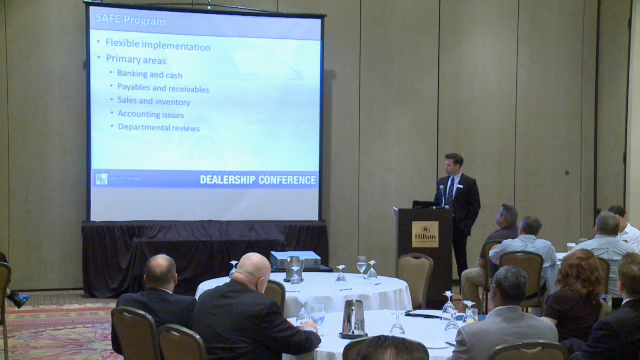 SAFE Program
• Flexible implementation
• Primary areas
• Banking and cash
• Payables and receivables
• Sales and inventory
• Accounting issues
• Departmental reviews
DEALERSHIP CONFERENCE
Hilton